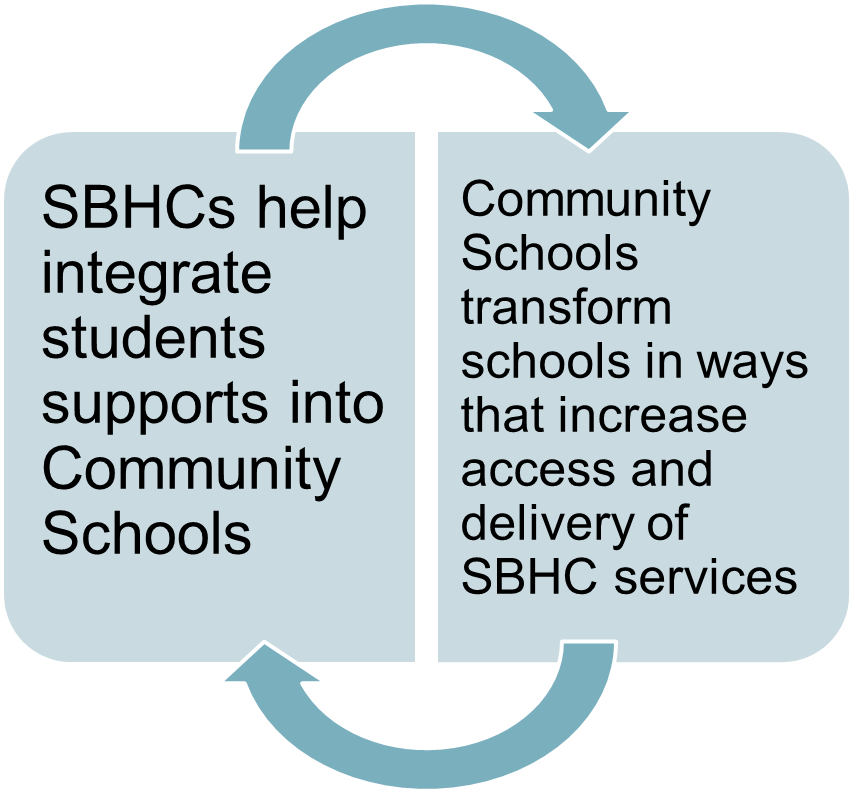 SBHCs help
integrate
students
supports into
Community
Schools
Community
Schools
transform
schools in ways
that increase
access and
delivery of
SBHC services